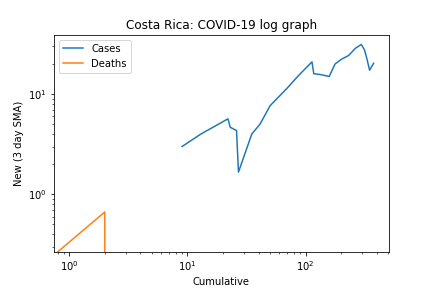 Costa Rica: COVID-19 log graph
Cases
Deaths
New (3 day SMA)
10¹
10⁰
10⁰ 10¹ 10²
Cumulative